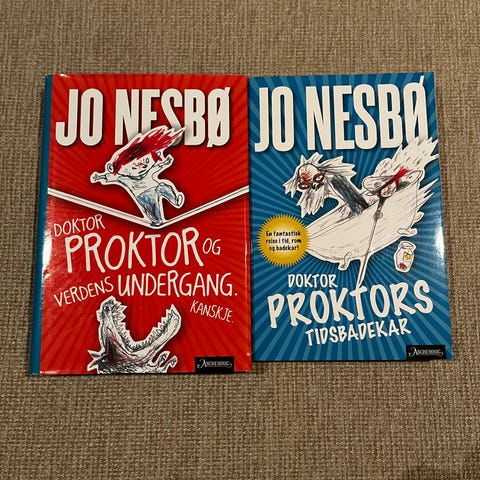 JO NESBØ
DOKTOR
PROKTOR OG
VERDENS UNDERGANG.
KANSKJE.
JO NESBØ
En fantastisk
reise i tid, rom
og badekar!
DOKTOR
PROKTORS
TIDSBADEKAR